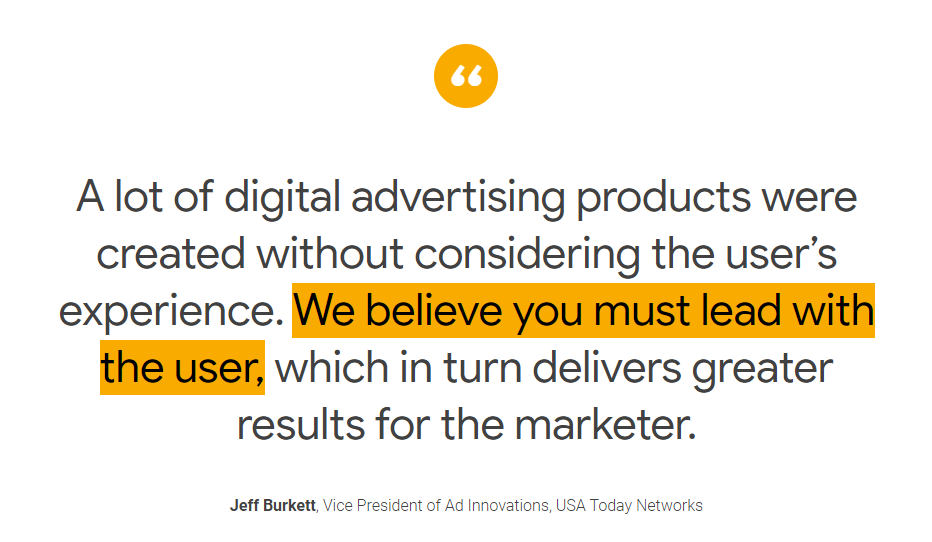 “
A lot of digital advertising products were
created without considering the user’s
experience. We believe you must lead with
the user, which in turn delivers greater
results for the marketer.
Jeff Burkett, Vice President of Ad Innovations, USA Today Networks